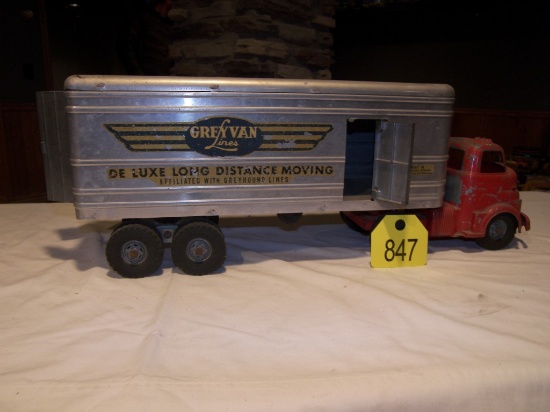 GREYVAN
Lines
DE LUXE LONG DISTANCE MOVING
AFFILIATED WITH GREYHOUND LINES
847